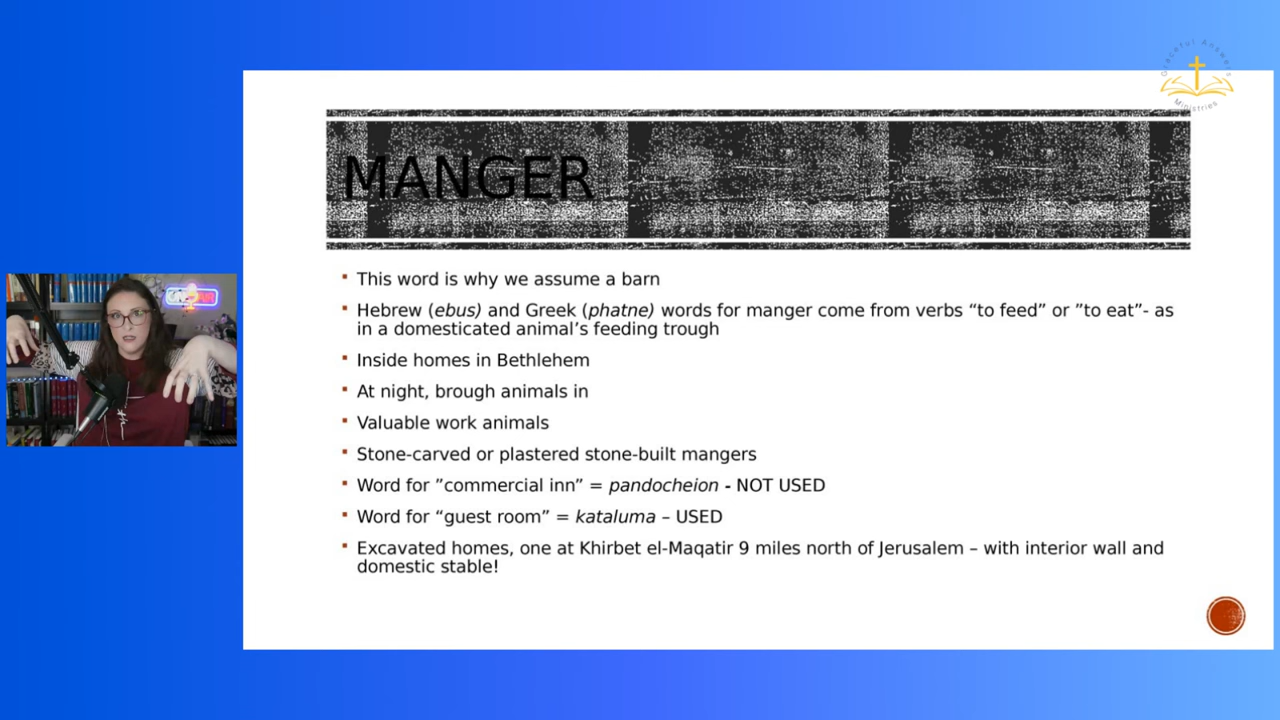 Graceful Answers
Ministries
MANGER
This word is why we assume a barn
Hebrew (ebus) and Greek (phatne) words for manger come from verbs “to feed” or ”to eat”- as
in a domesticated animal’s feeding trough
Inside homes in Bethlehem
At night, brough animals in
Valuable work animals
Stone-carved or plastered stone-built mangers
Word for ”commercial inn” = pandocheion - NOT USED
Word for “guest room” = kataluma – USED
Excavated homes, one at Khirbet el-Maqatir 9 miles north of Jerusalem – with interior wall and
domestic stable!